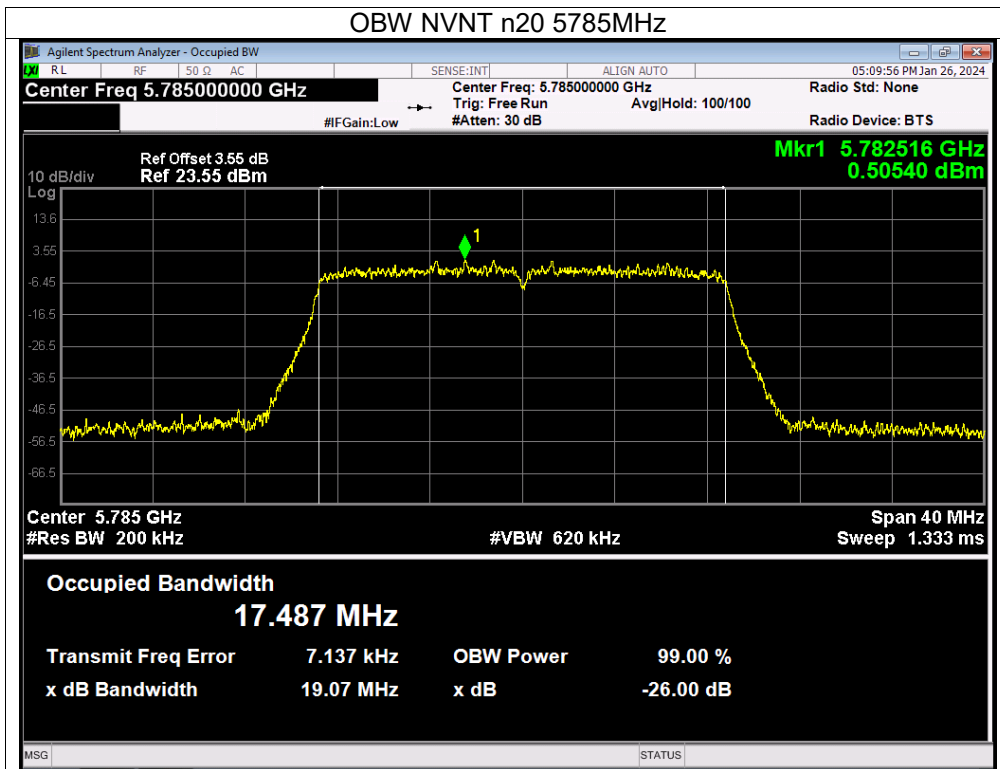 OBW NVNT n20 5785MHz
Agilent Spectrum Analyzer - Occupied BW
LXI RL RF 50 Ω AC SENSE:INT ALIGN AUTO 05:09:56 PM Jan 26, 2024
Center Freq 5.785000000 GHz Center Freq: 5.785000000 GHz Radio Std: None
Trig: Free Run Avg|Hold: 100/100
#IFGain:Low #Atten: 30 dB Radio Device: BTS
Mkr1 5.782516 GHz
Ref Offset 3.55 dB
10 dB/div Ref 23.55 dBm 0.50540 dBm
Log
13.6
1
3.55
-6.45
-16.5
-26.5
-36.5
-46.5
-56.5
-66.5
Center 5.785 GHz Span 40 MHz
#Res BW 200 kHz #VBW 620 kHz Sweep 1.333 ms
Occupied Bandwidth
17.487 MHz
Transmit Freq Error 7.137 kHz OBW Power 99.00 %
x dB Bandwidth 19.07 MHz x dB -26.00 dB
MSG STATUS